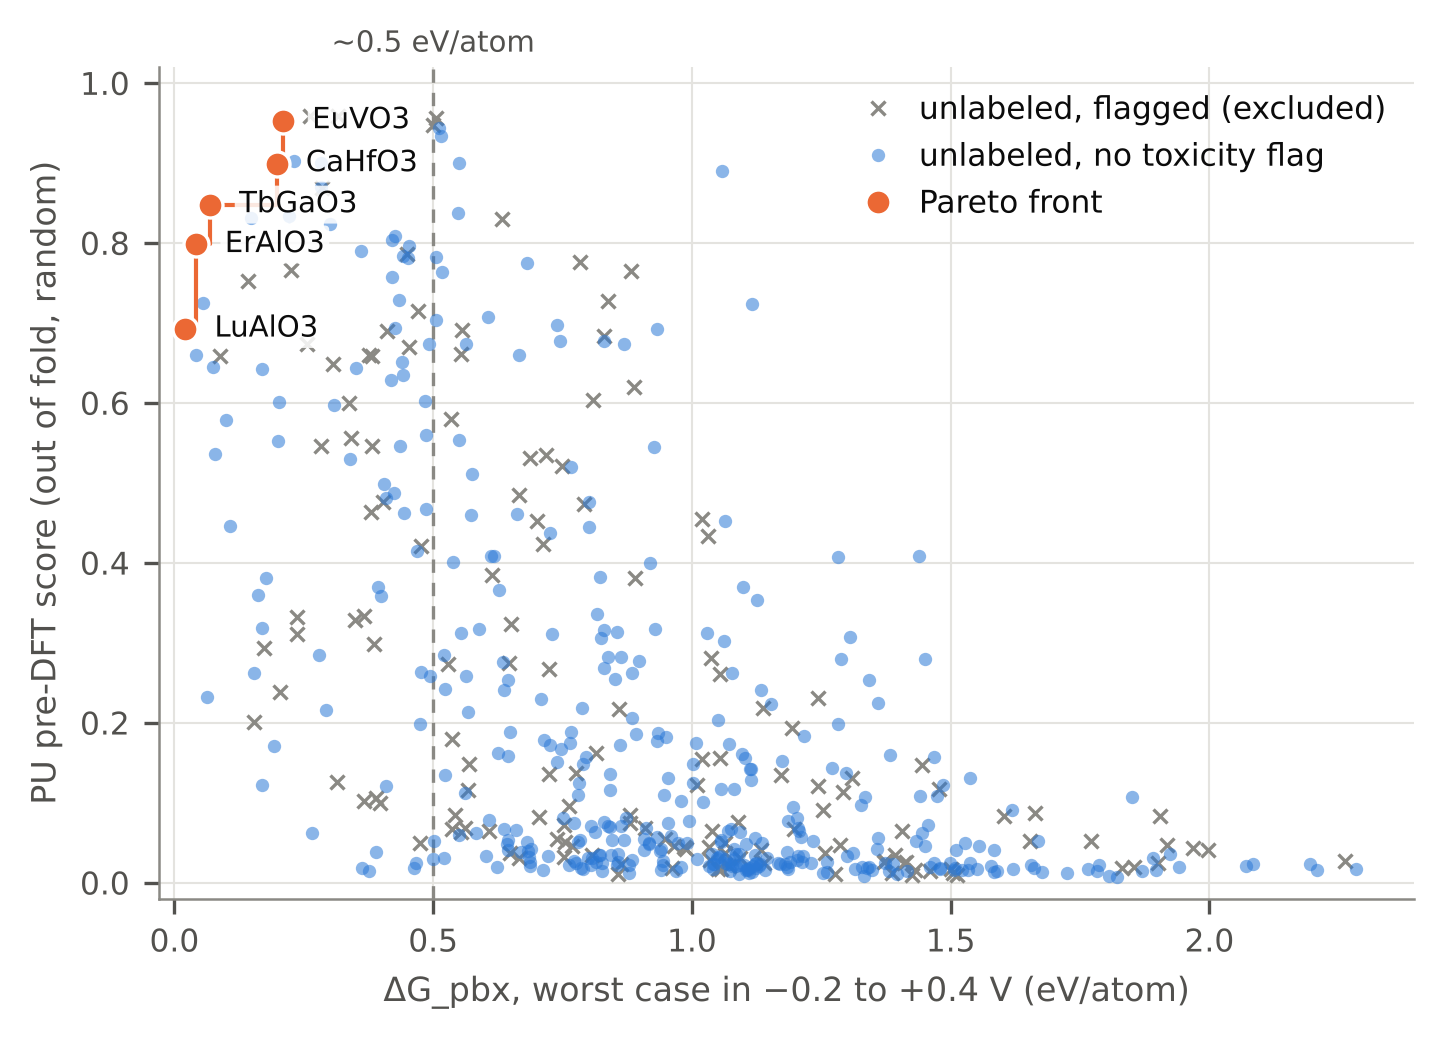 ~0.5 eV/atom
1.0
0.8
0.6
0.4
0.2
0.0
PU pre-DFT score (out of fold, random)
EuVO3
CaHfO3
TbGaO3
ErAlO3
LuAlO3
unlabeled, flagged (excluded)
unlabeled, no toxicity flag
Pareto front
0.0 0.5 1.0 1.5 2.0
ΔG_pbx, worst case in −0.2 to +0.4 V (eV/atom)